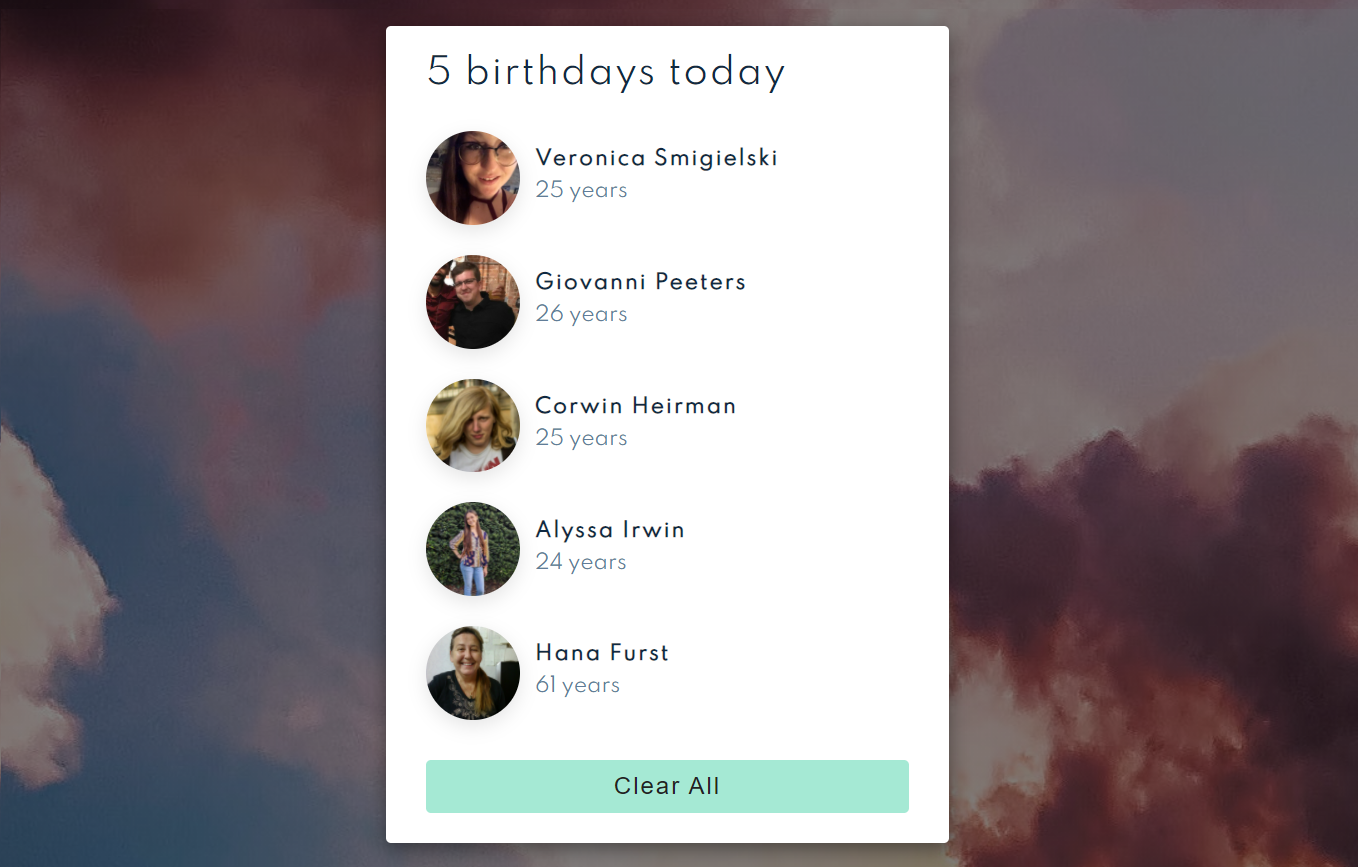 5 birthdays today
Veronica Smigielski
25 years
Giovanni Peeters
26 years
Corwin Heirman
25 years
Alyssa Irwin
24 years
Hana Furst
61 years
Clear All